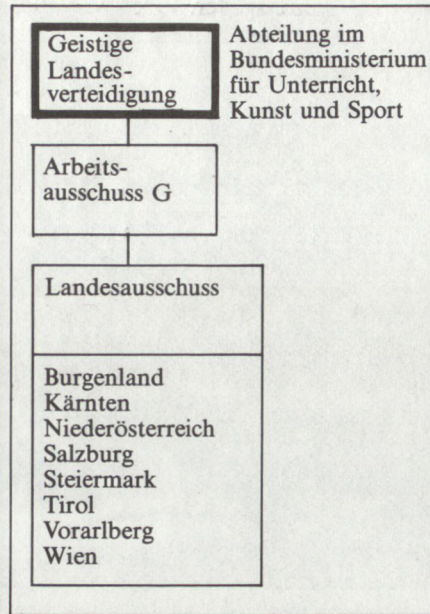 Geistige
Landes-
verteidigung
Abteilung im
Bundesministerium
für Unterricht,
Kunst und Sport
Arbeits-
ausschuss G
Landesausschuss
Burgenland
Kärnten
Niederösterreich
Salzburg
Steiermark
Tirol
Vorarlberg
Wien